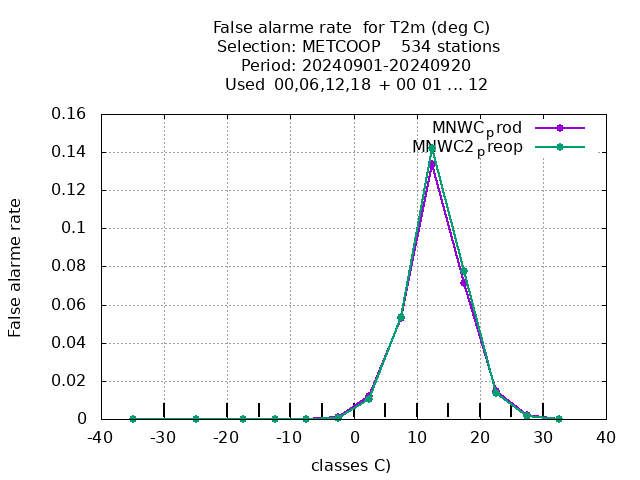 False alarme rate  for T2m (deg C)
Selection: METCOOP    534 stations
Period: 20240901-20240920
Used  00,06,12,18 + 00 01 ... 12
MNWCprod
MNWC2preop
0.16
0.14
0.12
0.1
0.08
0.06
0.04
0.02
0
False alarme rate
-40 -30 -20 -10 0 10 20 30 40
classes C)